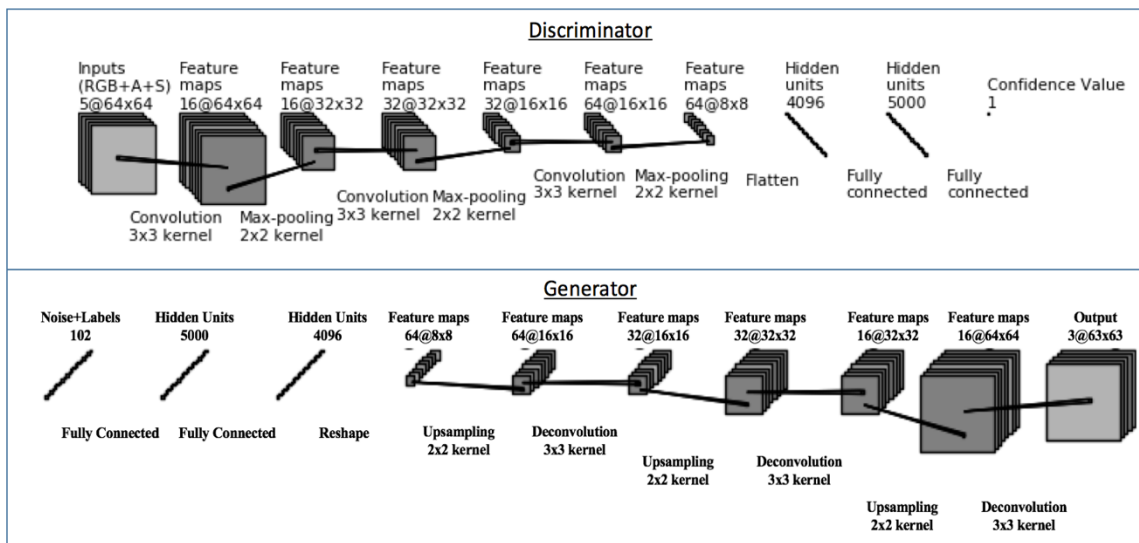 Discriminator
Inputs
(RGB+A+S)
5@64x64
Feature
maps
16@64x64
Feature
maps
16@32x32
Feature
maps
32@32x32
Feature
maps
32@16x16
Feature
maps
64@16x16
Feature
maps
64@8x8
Hidden
units
4096
Hidden
units
5000
Confidence Value
1
Convolution
3x3 kernel
Max-pooling
2x2 kernel
Convolution
3x3 kernel
Max-pooling
2x2 kernel
Convolution
3x3 kernel
Max-pooling
2x2 kernel
Flatten
Fully
connected
Fully
connected
Generator
Noise+Labels
102
Hidden Units
5000
Hidden Units
4096
Feature maps
64@8x8
Feature maps
64@16x16
Feature maps
32@16x16
Feature maps
32@32x32
Feature maps
16@32x32
Feature maps
16@64x64
Output
3@63x63
Fully Connected
Fully Connected
Reshape
Upsampling
2x2 kernel
Deconvolution
3x3 kernel
Upsampling
2x2 kernel
Deconvolution
3x3 kernel
Upsampling
2x2 kernel
Deconvolution
3x3 kernel